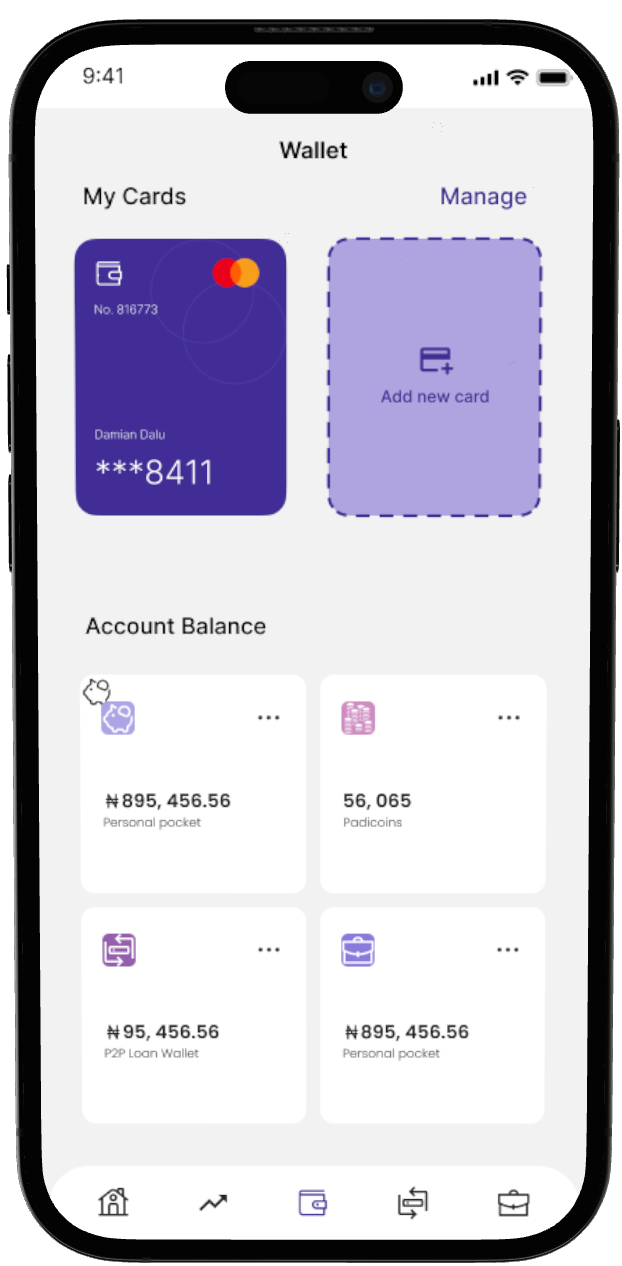 9:41
Wallet
My Cards
Manage
No. 816773
Damian Dalu
***8411
Add new card
Account Balance
₦895, 456.56
Personal pocket
56, 065
Padicoins
₦95, 456.56
P2P Loan Wallet
₦895, 456.56
Personal pocket